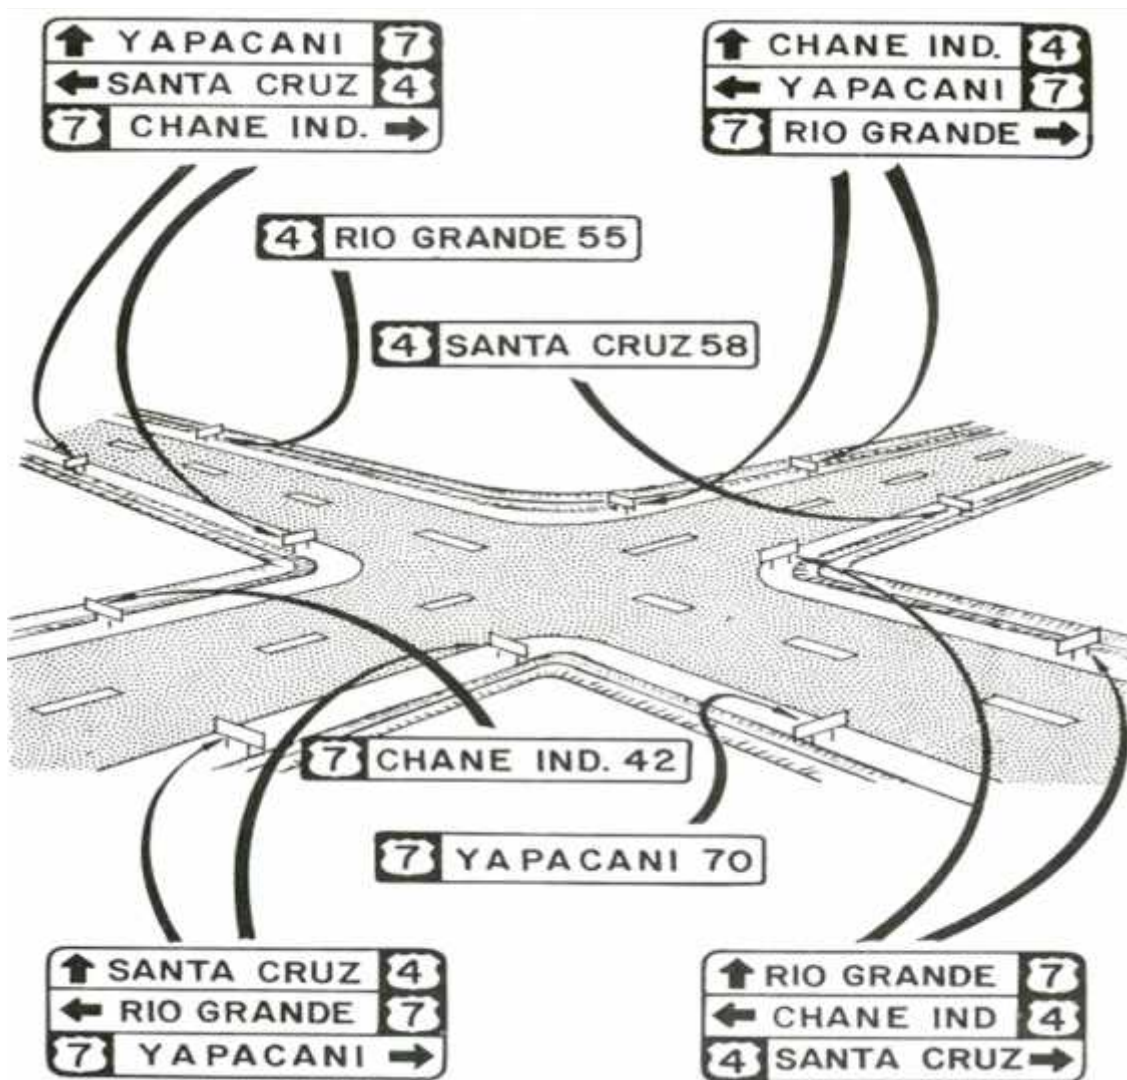 YAPACANI 7
SANTA CRUZ 4
7 CHANE IND.
CHANE IND. 4
YAPACANI 7
7 RIO GRANDE
4 RIO GRANDE 55
4 SANTA CRUZ 58
7 CHANE IND. 42
7 YAPACANI 70
SANTA CRUZ 4
RIO GRANDE 7
7 YAPACANI
RIO GRANDE 7
CHANE IND 4
4 SANTA CRUZ